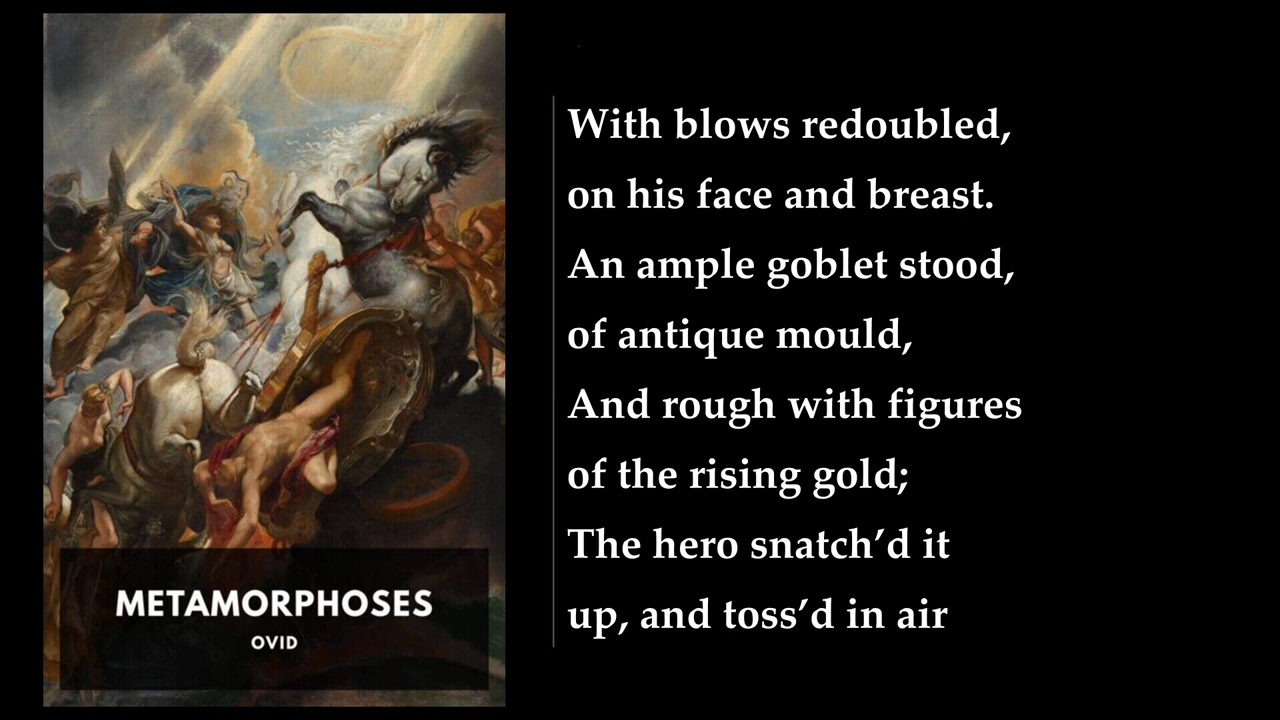 METAMORPHOSES
OVID
With blows redoubled,
on his face and breast.
An ample goblet stood,
of antique mould,
And rough with figures
of the rising gold;
The hero snatch’d it
up, and toss’d in air